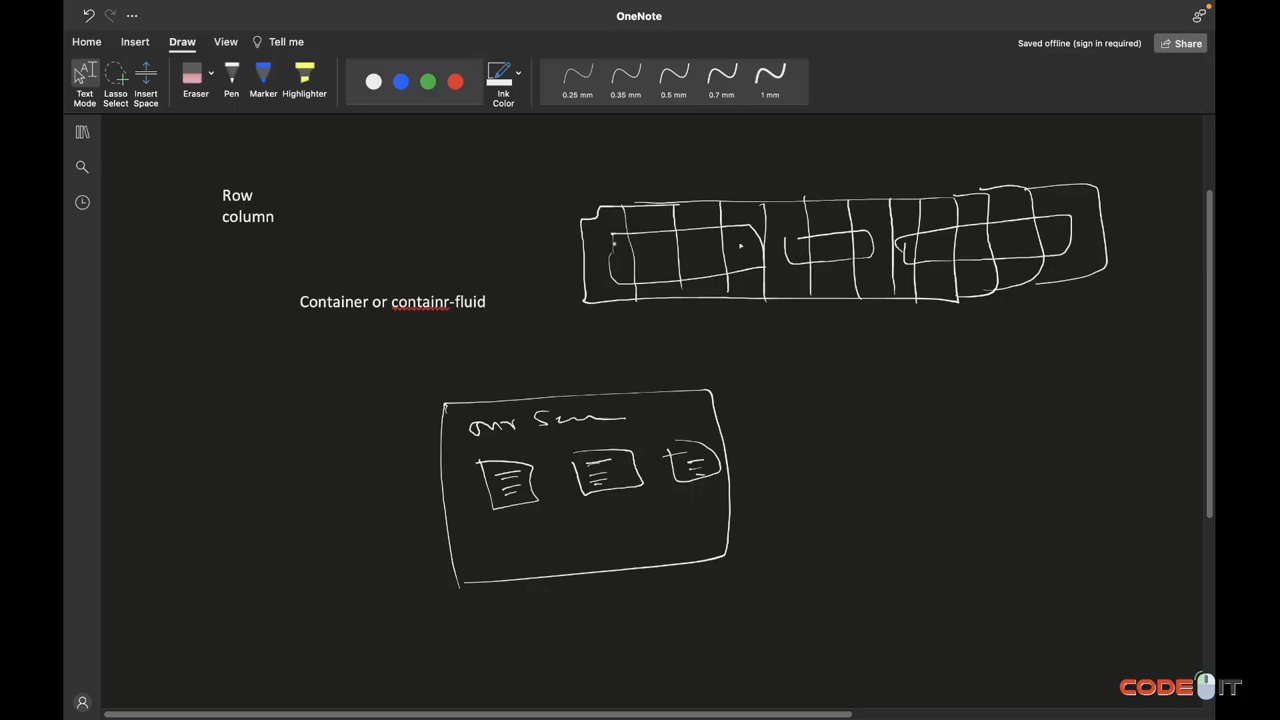 OneNote
Home Insert Draw View Tell me
Saved offline (sign in required) Share
Text Mode
Lasso Select
Insert Space
Eraser
Pen
Marker
Highlighter
Ink Color
0.25 mm 0.35 mm 0.5 mm 0.7 mm 1 mm
Row
column
Container or containr-fluid
our
CODE IT